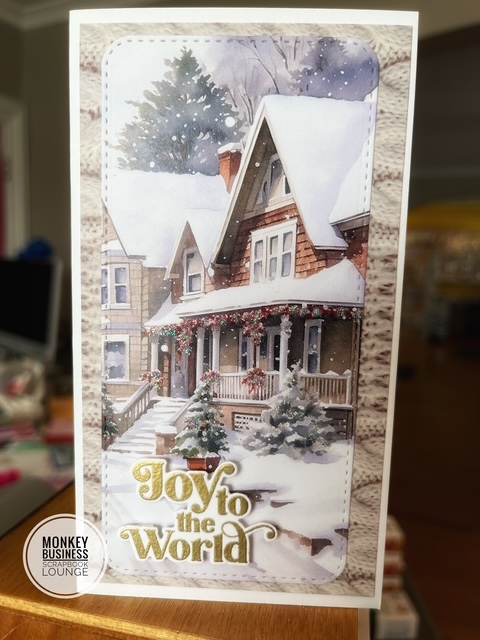 Joy
to
the
World
MONKEY
BUSINESS
SCRAPBOOK
LOUNGE